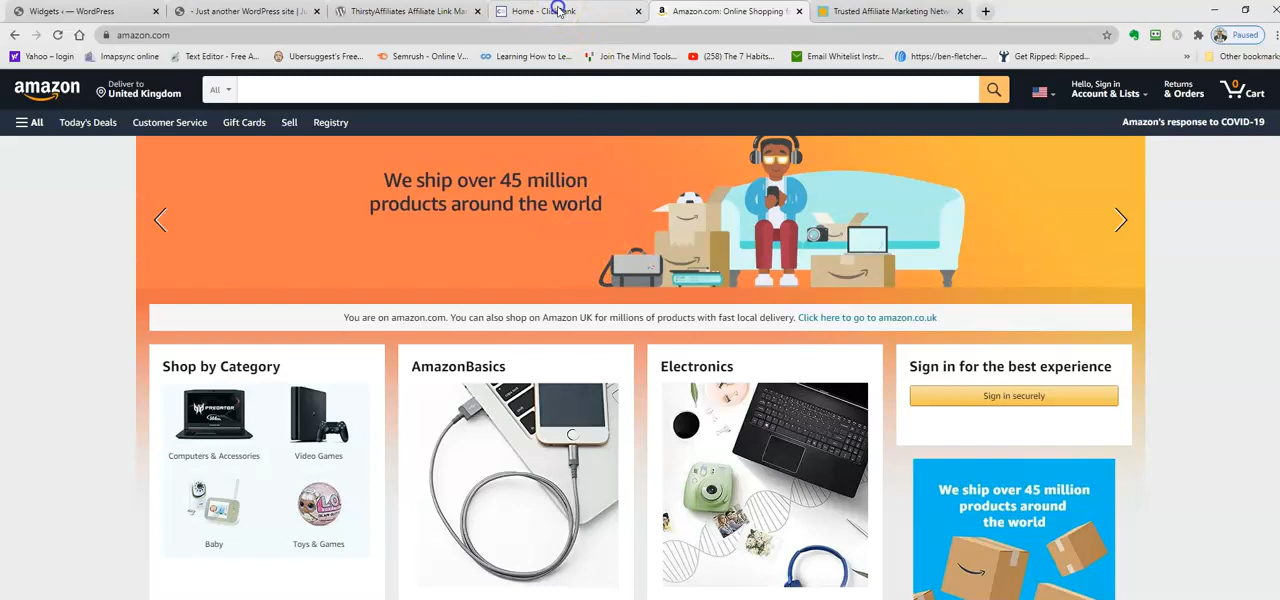 Widgets — WordPress
- Just another WordPress site | Ju
ThirstyAffiliates Affiliate Link Man
Home - Cli
nk
Amazon.com: Online Shopping f
Trusted Affiliate Marketing Netw
amazon.com
Paused
Yahoo – login
Imapsync online
Text Editor - Free A...
Ubersuggest's Free...
Semrush - Online V...
Learning How to Le...
Join The Mind Tools...
(258) The 7 Habits...
Email Whitelist Instr...
https://ben-fletcher...
Get Ripped: Ripped...
»
Other bookmark
amazon
Deliver to
United Kingdom
All
Hello, Sign in
Account & Lists
Returns
& Orders
0
Cart
All
Today's Deals
Customer Service
Gift Cards
Sell
Registry
Amazon's response to COVID-19
We ship over 45 million
products around the world
You are on amazon.com. You can also shop on Amazon UK for millions of products with fast local delivery. Click here to go to amazon.co.uk
Shop by Category
AmazonBasics
Electronics
Sign in for the best experience
Sign in securely
PREDATOR
Computers & Accessories
Video Games
Baby
Toys & Games
We ship over 45 million
products around
the world